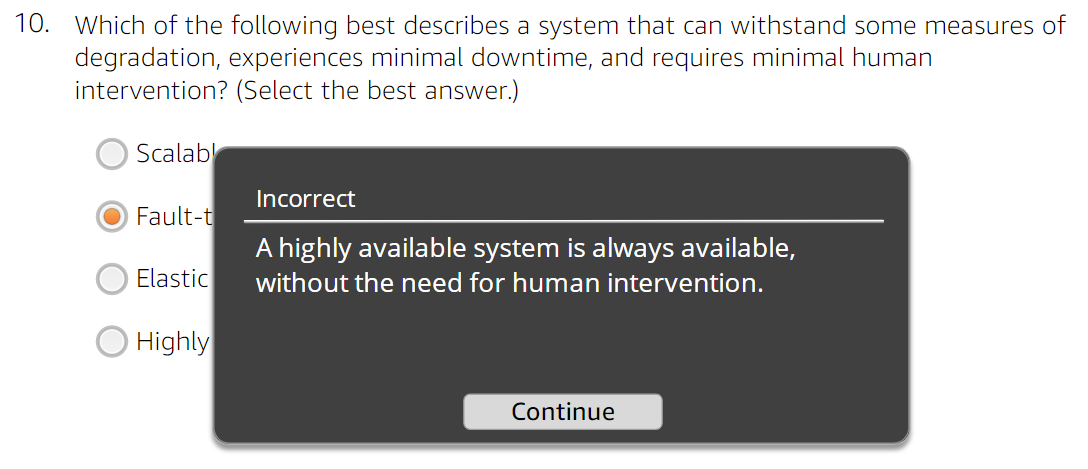 10. Which of the following best describes a system that can withstand some measures of
degradation, experiences minimal downtime, and requires minimal human
intervention? (Select the best answer.)
Scalabl
Fault-t
Elastic
Highly
Incorrect
A highly available system is always available,
without the need for human intervention.
Continue